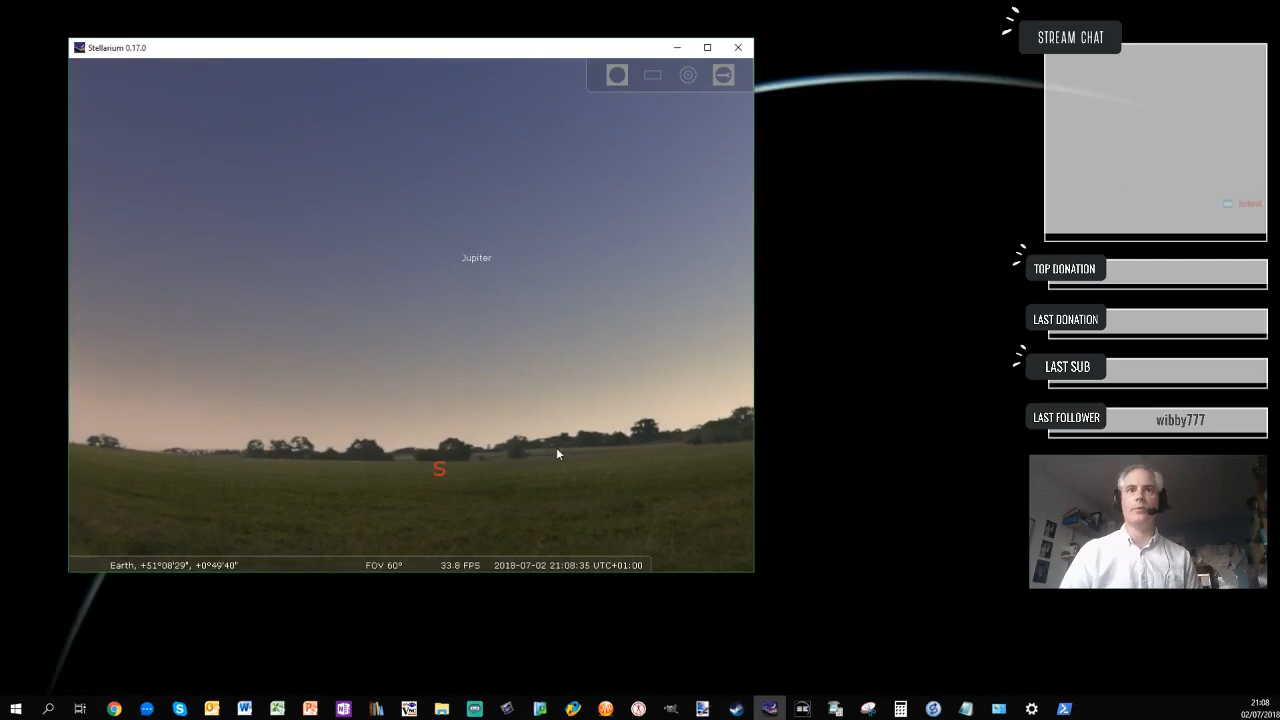 Stellarium 0.17.0
Jupiter
S
Earth, +51°08'29", +0°49'40"
FOV 60°
33.8 FPS
2018-07-02 21:08:35 UTC+01:00
STREAM CHAT
TOP DONATION
LAST DONATION
LAST SUB
LAST FOLLOWER
wibby777
21:08
02/07/2018